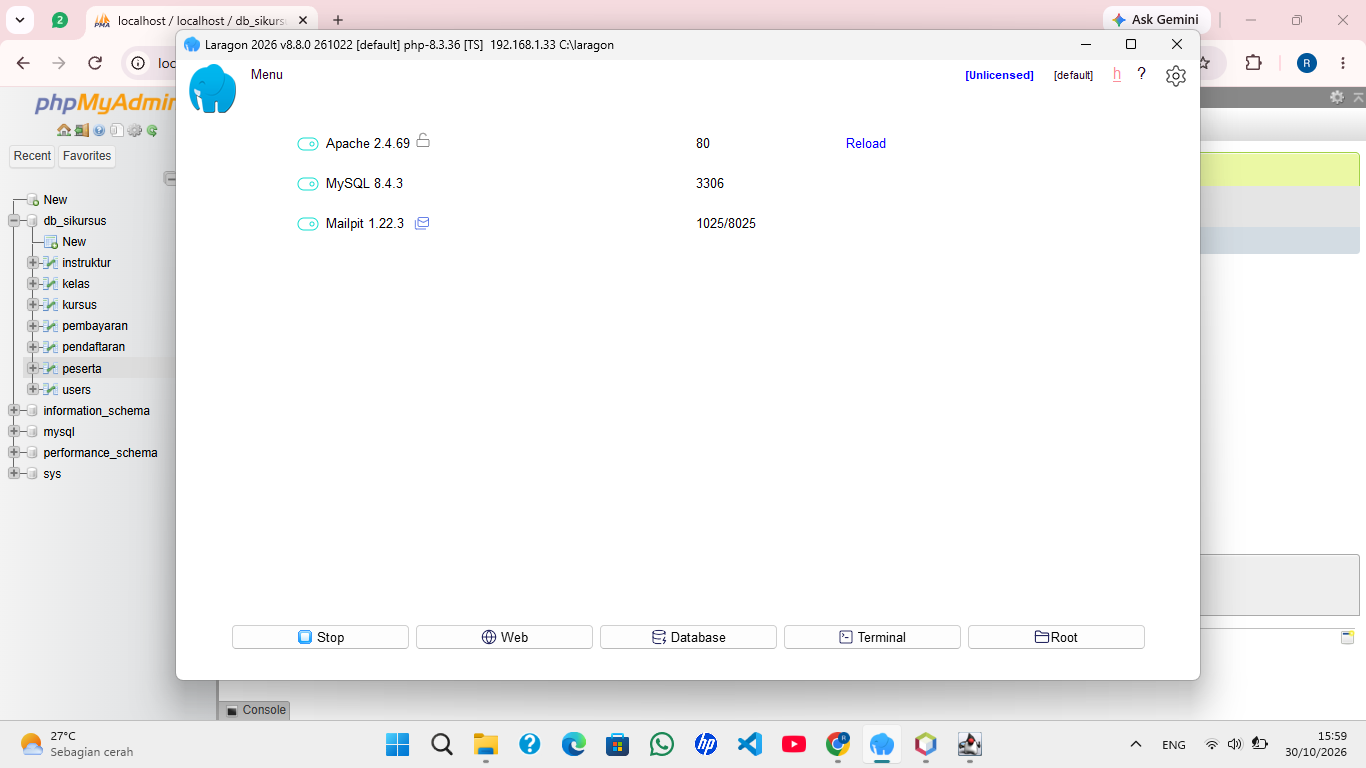 2
localhost / localhost / db_sikurs
Ask Gemini
loc
R
Laragon 2026 v8.8.0 261022 [default] php-8.3.36 [TS] 192.168.1.33 C:\laragon
Menu
[Unlicensed]
[default]
h
?
Apache 2.4.69
80
Reload
MySQL 8.4.3
3306
Mailpit 1.22.3
1025/8025
Stop
Web
Database
Terminal
Root
phpMyAdmin
Recent
Favorites
New
db_sikursus
New
instruktur
kelas
kursus
pembayaran
pendaftaran
peserta
users
information_schema
mysql
performance_schema
sys
Console
27°C
Sebagian cerah
ENG
15:59
30/10/2026